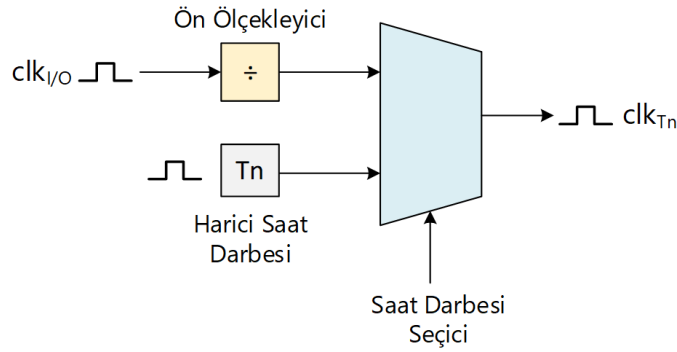 Ön Ölçekleyici
clkI/O
÷
clkTn
Tn
Harici Saat
Darbesi
Saat Darbesi
Seçici